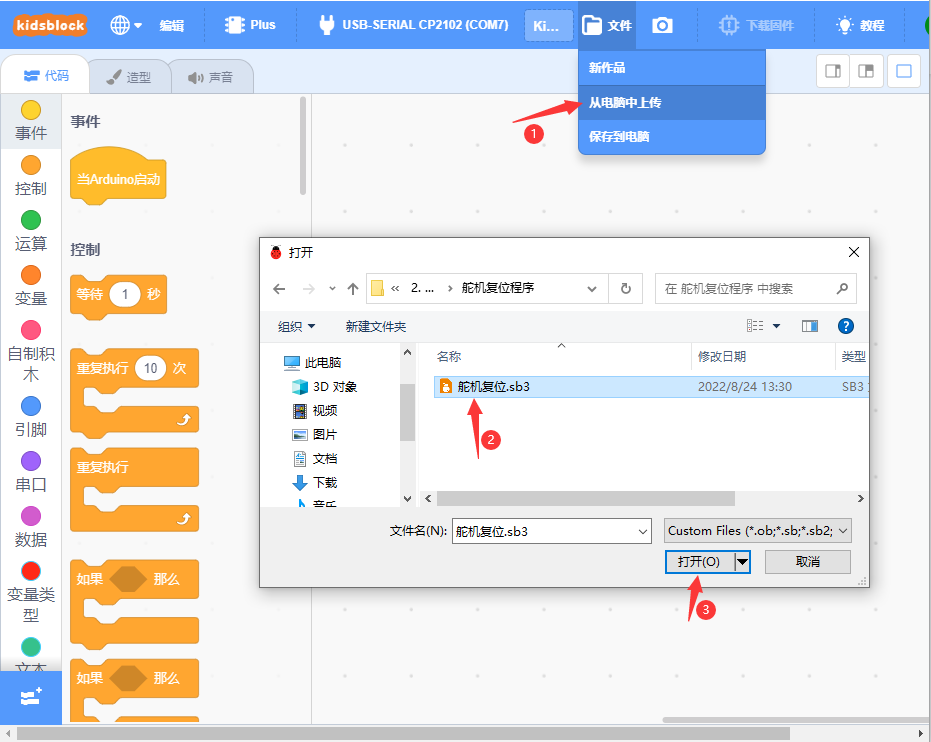 kidsblock 编辑 Plus USB-SERIAL CP2102 (COM7) Ki... 文件 下载固件 教程
新作品
从电脑中上传
保存到电脑
1
代码 造型 声音
事件
控制
运算
变量
自制积
木
引脚
串口
数据
变量类
型
文本
事件
当Arduino启动
控制
等待 1 秒
重复执行 10 次
重复执行
如果 那么
如果 那么
打开
« 2. ... › 舵机复位程序
在 舵机复位程序 中搜索
组织 新建文件夹
此电脑
3D 对象
视频
图片
文档
下载
音乐
名称 修改日期 类型
舵机复位.sb3 2022/8/24 13:30 SB3
2
文件名(N): 舵机复位.sb3 Custom Files (*.ob;*.sb;*.sb2;
打开(O) 取消
3